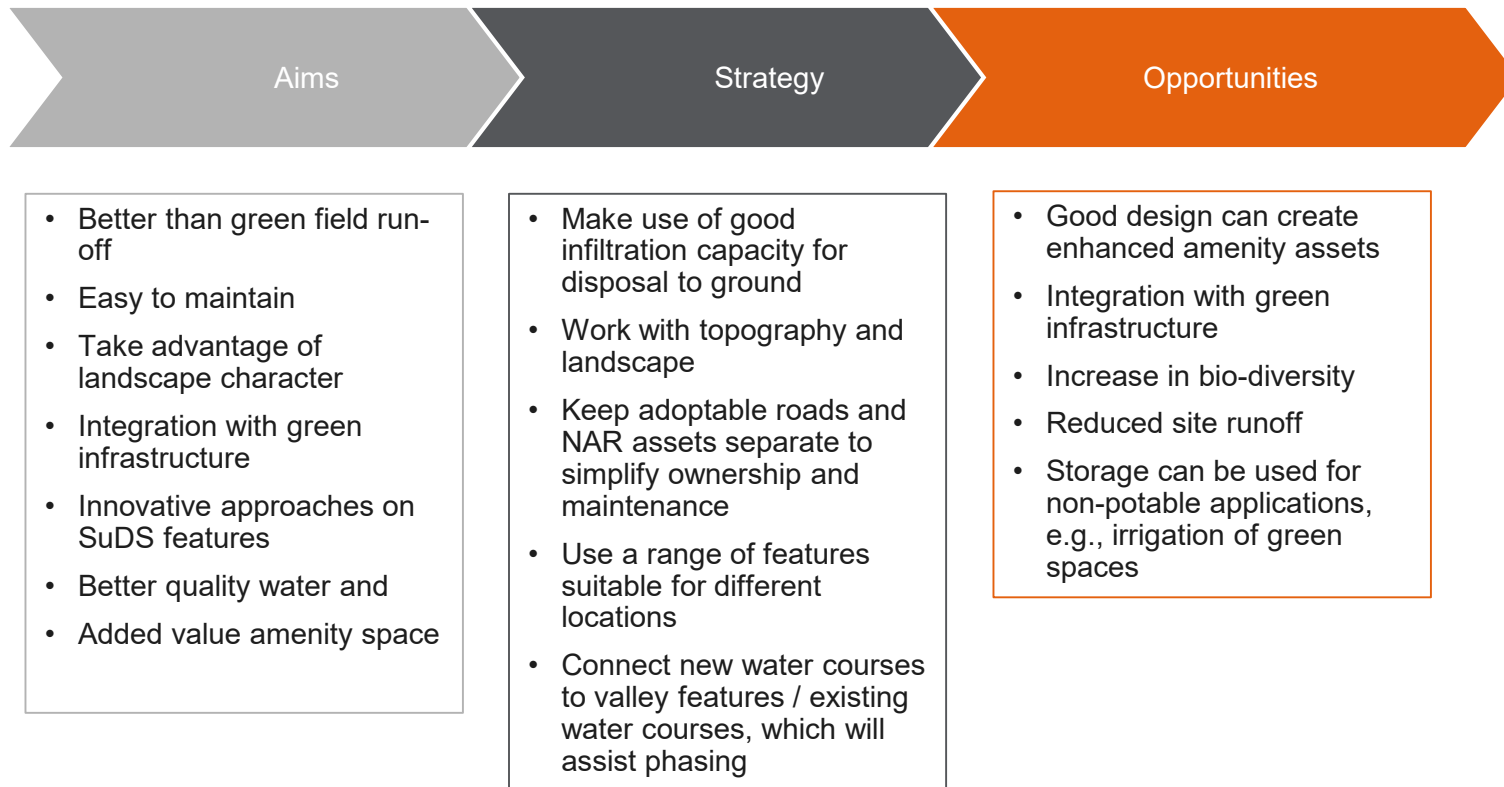 Aims
Strategy
Opportunities
• Better than green field run-
off
• Easy to maintain
• Take advantage of
landscape character
• Integration with green
infrastructure
• Innovative approaches on
SuDS features
• Better quality water and
• Added value amenity space
• Make use of good
infiltration capacity for
disposal to ground
• Work with topography and
landscape
• Keep adoptable roads and
NAR assets separate to
simplify ownership and
maintenance
• Use a range of features
suitable for different
locations
• Connect new water courses
to valley features / existing
water courses, which will
assist phasing
• Good design can create
enhanced amenity assets
• Integration with green
infrastructure
• Increase in bio-diversity
• Reduced site runoff
• Storage can be used for
non-potable applications,
e.g., irrigation of green
spaces